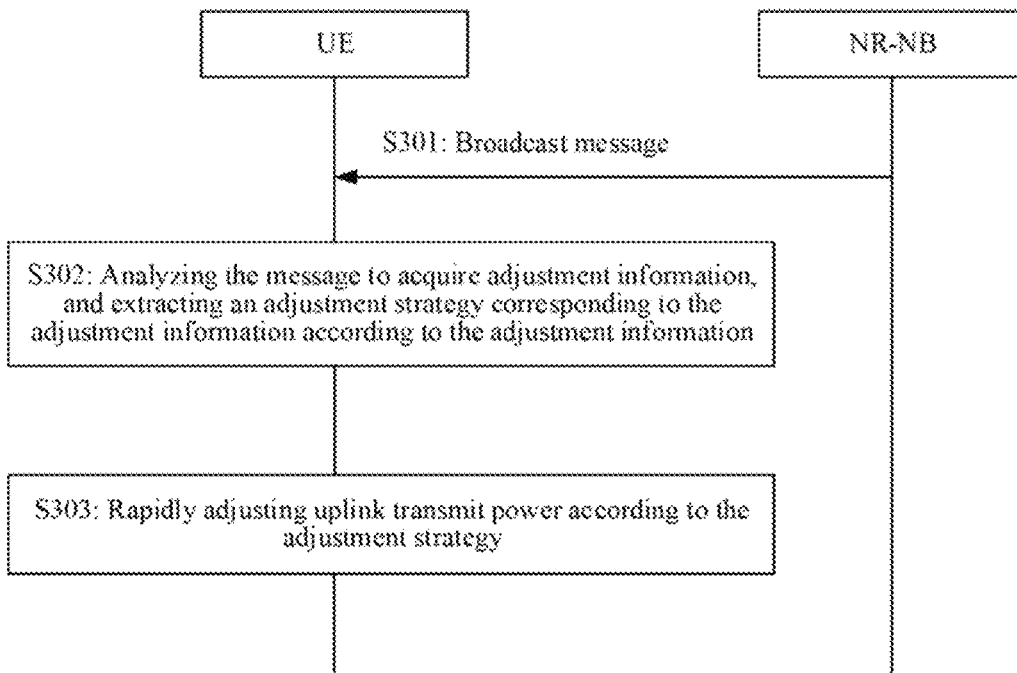 UE
NR-NB
S301: Broadcast message
S302: Analyzing the message to acquire adjustment information,
and extracting an adjustment strategy corresponding to the
adjustment information according to the adjustment information
S303: Rapidly adjusting uplink transmit power according to the
adjustment strategy